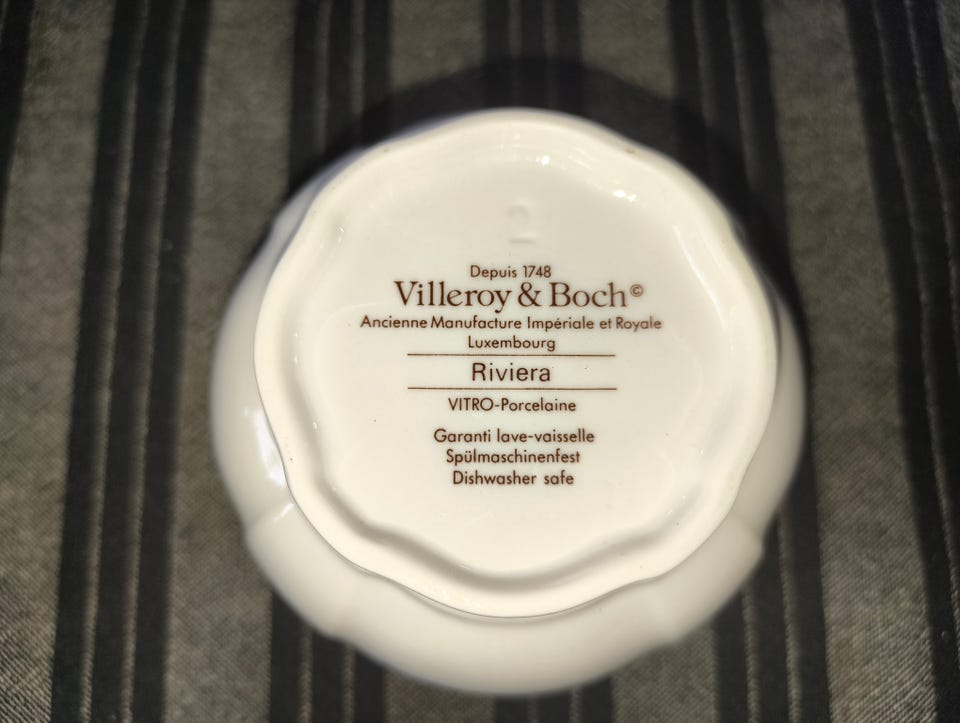 2
Depuis 1748
Villeroy & Boch©
Ancienne Manufacture Impériale et Royale
Luxembourg
Riviera
VITRO-Porcelaine
Garanti lave-vaisselle
Spülmaschinenfest
Dishwasher safe